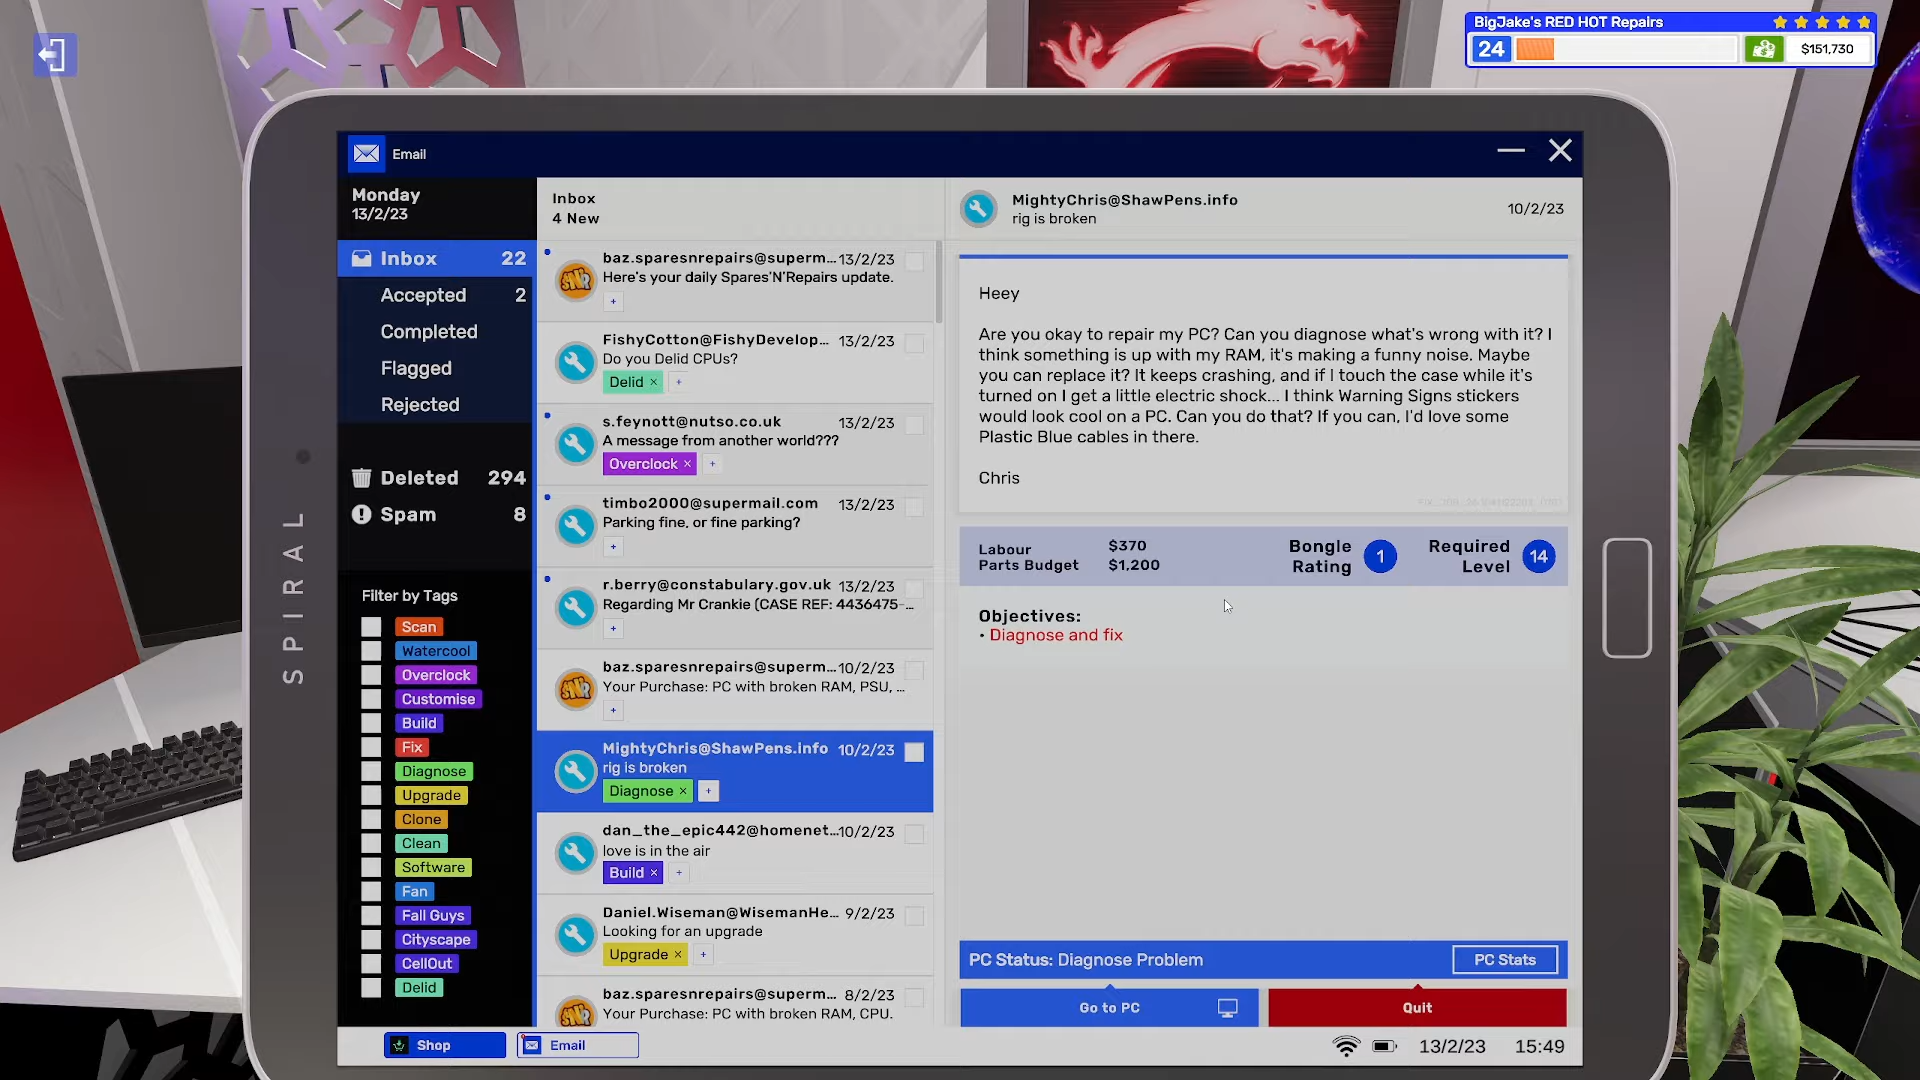 BigJake's RED HOT Repairs
24
$151,730
Email
Monday
13/2/23
Inbox 22
Accepted 2
Completed
Flagged
Rejected
Deleted 294
Spam 8
Filter by Tags
Scan
Watercool
Overclock
Customise
Build
Fix
Diagnose
Upgrade
Clone
Clean
Software
Fan
Fall Guys
Cityscape
CellOut
Delid
Inbox
4 New
baz.sparesnrepairs@superm... 13/2/23
Here's your daily Spares'N'Repairs update.
+
FishyCotton@FishyDevelop... 13/2/23
Do you Delid CPUs?
Delid × +
s.feynott@nutso.co.uk 13/2/23
A message from another world???
Overclock × +
timbo2000@supermail.com 13/2/23
Parking fine, or fine parking?
+
r.berry@constabulary.gov.uk 13/2/23
Regarding Mr Crankie (CASE REF: 4436475-...
+
baz.sparesnrepairs@superm... 10/2/23
Your Purchase: PC with broken RAM, PSU, ...
+
MightyChris@ShawPens.info 10/2/23
rig is broken
Diagnose × +
dan_the_epic442@homenet... 10/2/23
love is in the air
Build × +
Daniel.Wiseman@WisemanHe... 9/2/23
Looking for an upgrade
Upgrade × +
baz.sparesnrepairs@superm... 8/2/23
Your Purchase: PC with broken RAM, CPU.
MightyChris@ShawPens.info
rig is broken
10/2/23
Heey
Are you okay to repair my PC? Can you diagnose what's wrong with it? I
think something is up with my RAM, it's making a funny noise. Maybe
you can replace it? It keeps crashing, and if I touch the case while it's
turned on I get a little electric shock... I think Warning Signs stickers
would look cool on a PC. Can you do that? If you can, I'd love some
Plastic Blue cables in there.
Chris
Labour $370
Parts Budget $1,200
Bongle
Rating
1
Required
Level
14
Objectives:
• Diagnose and fix
PC Status: Diagnose Problem
PC Stats
Go to PC
Quit
Shop
Email
13/2/23
15:49
SPIRAL